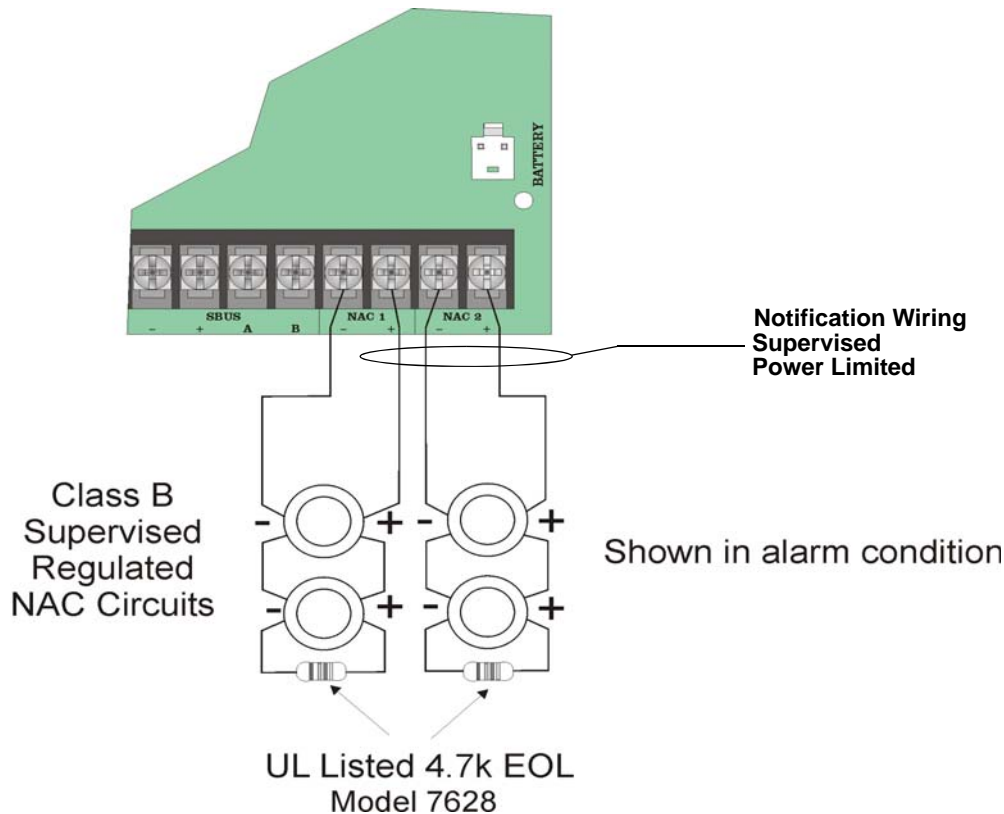 BATTERY
SBUS NAC 1 NAC 2
- + A B - + - +
Notification Wiring
Supervised
Power Limited
Class B
Supervised
Regulated
NAC Circuits
- + - +
- + - +
Shown in alarm condition
UL Listed 4.7k EOL
Model 7628